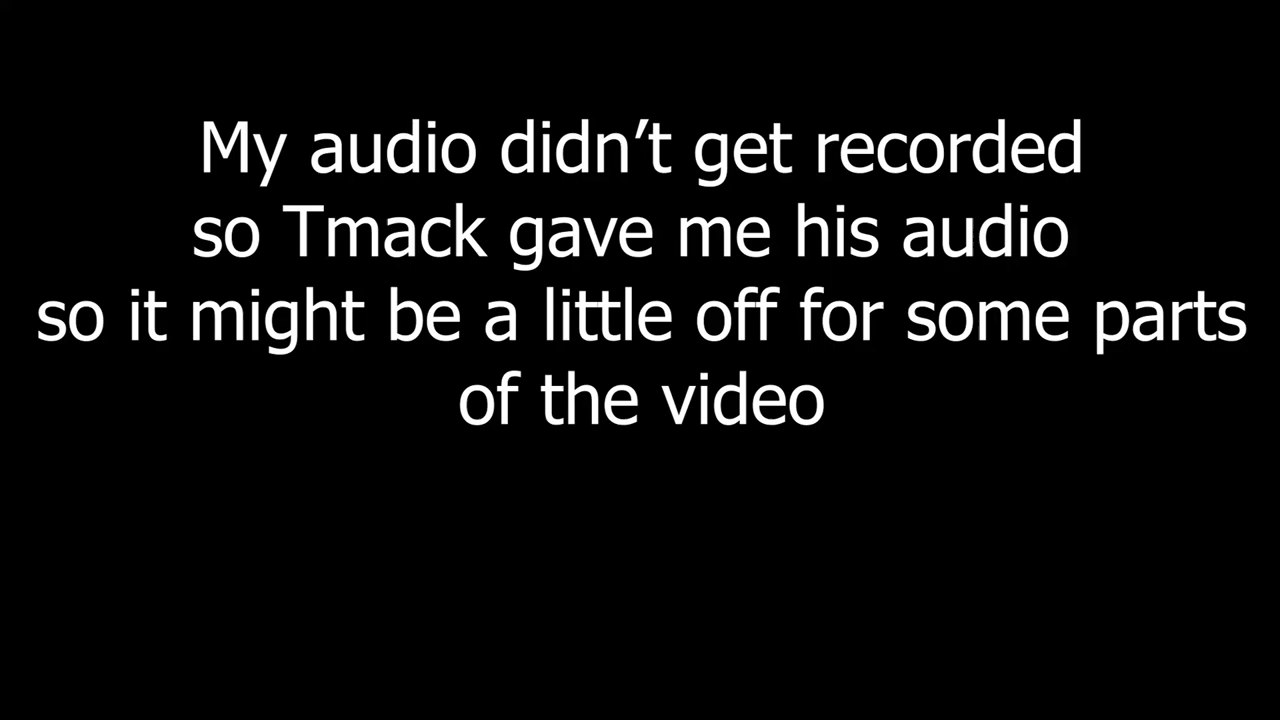 My audio didn’t get recorded
so Tmack gave me his audio
so it might be a little off for some parts
of the video